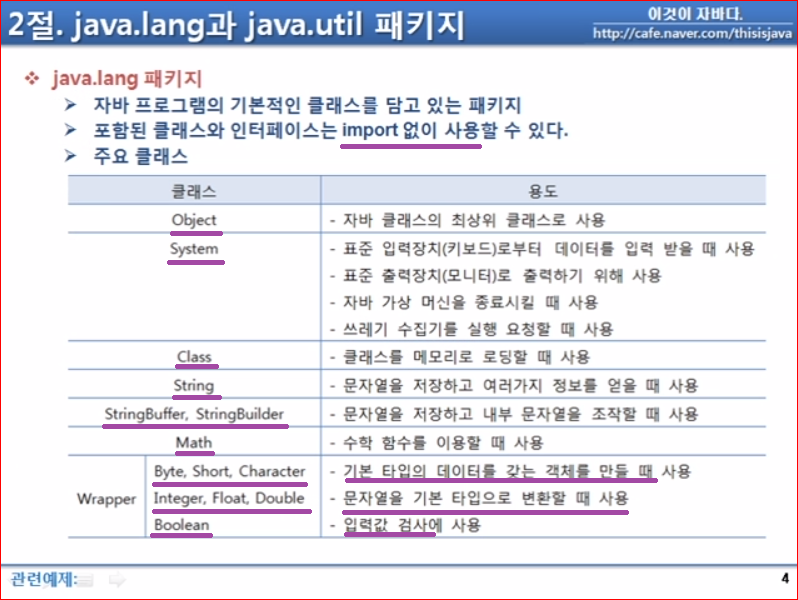 2절. java.lang과 java.util 패키지
이것이 자바다.
http://cafe.naver.com/thisisjava
❖ java.lang 패키지
➤ 자바 프로그램의 기본적인 클래스를 담고 있는 패키지
➤ 포함된 클래스와 인터페이스는 import 없이 사용할 수 있다.
➤ 주요 클래스
클래스 용도
Object - 자바 클래스의 최상위 클래스로 사용
System - 표준 입력장치(키보드)로부터 데이터를 입력 받을 때 사용
- 표준 출력장치(모니터)로 출력하기 위해 사용
- 자바 가상 머신을 종료시킬 때 사용
- 쓰레기 수집기를 실행 요청할 때 사용
Class - 클래스를 메모리로 로딩할 때 사용
String - 문자열을 저장하고 여러가지 정보를 얻을 때 사용
StringBuffer, StringBuilder - 문자열을 저장하고 내부 문자열을 조작할 때 사용
Math - 수학 함수를 이용할 때 사용
Byte, Short, Character - 기본 타입의 데이터를 갖는 객체를 만들 때 사용
Wrapper Integer, Float, Double - 문자열을 기본 타입으로 변환할 때 사용
Boolean - 입력값 검사에 사용
관련예제:
4